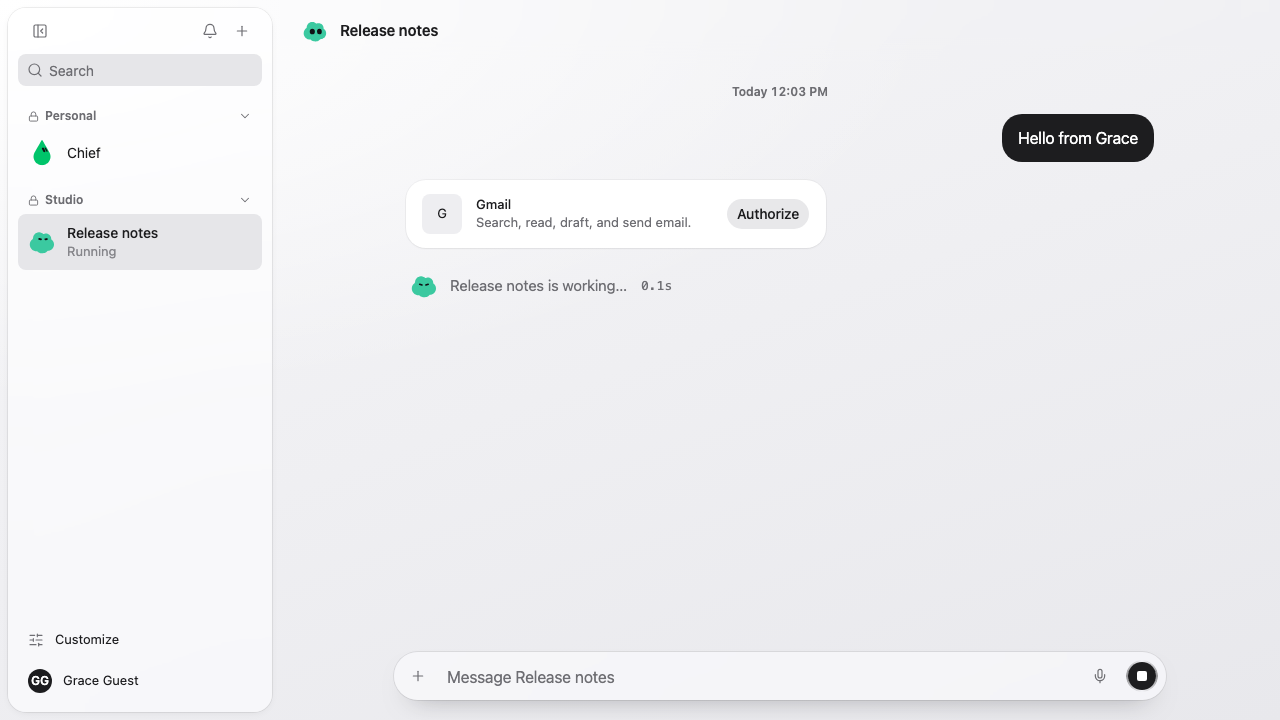 Search
Personal
Chief
Studio
Release notes
Running
Customize
GG
Grace Guest
Release notes
Today 12:03 PM
Hello from Grace
G
Gmail
Search, read, draft, and send email.
Authorize
Release notes is working... 0.1s
Message Release notes